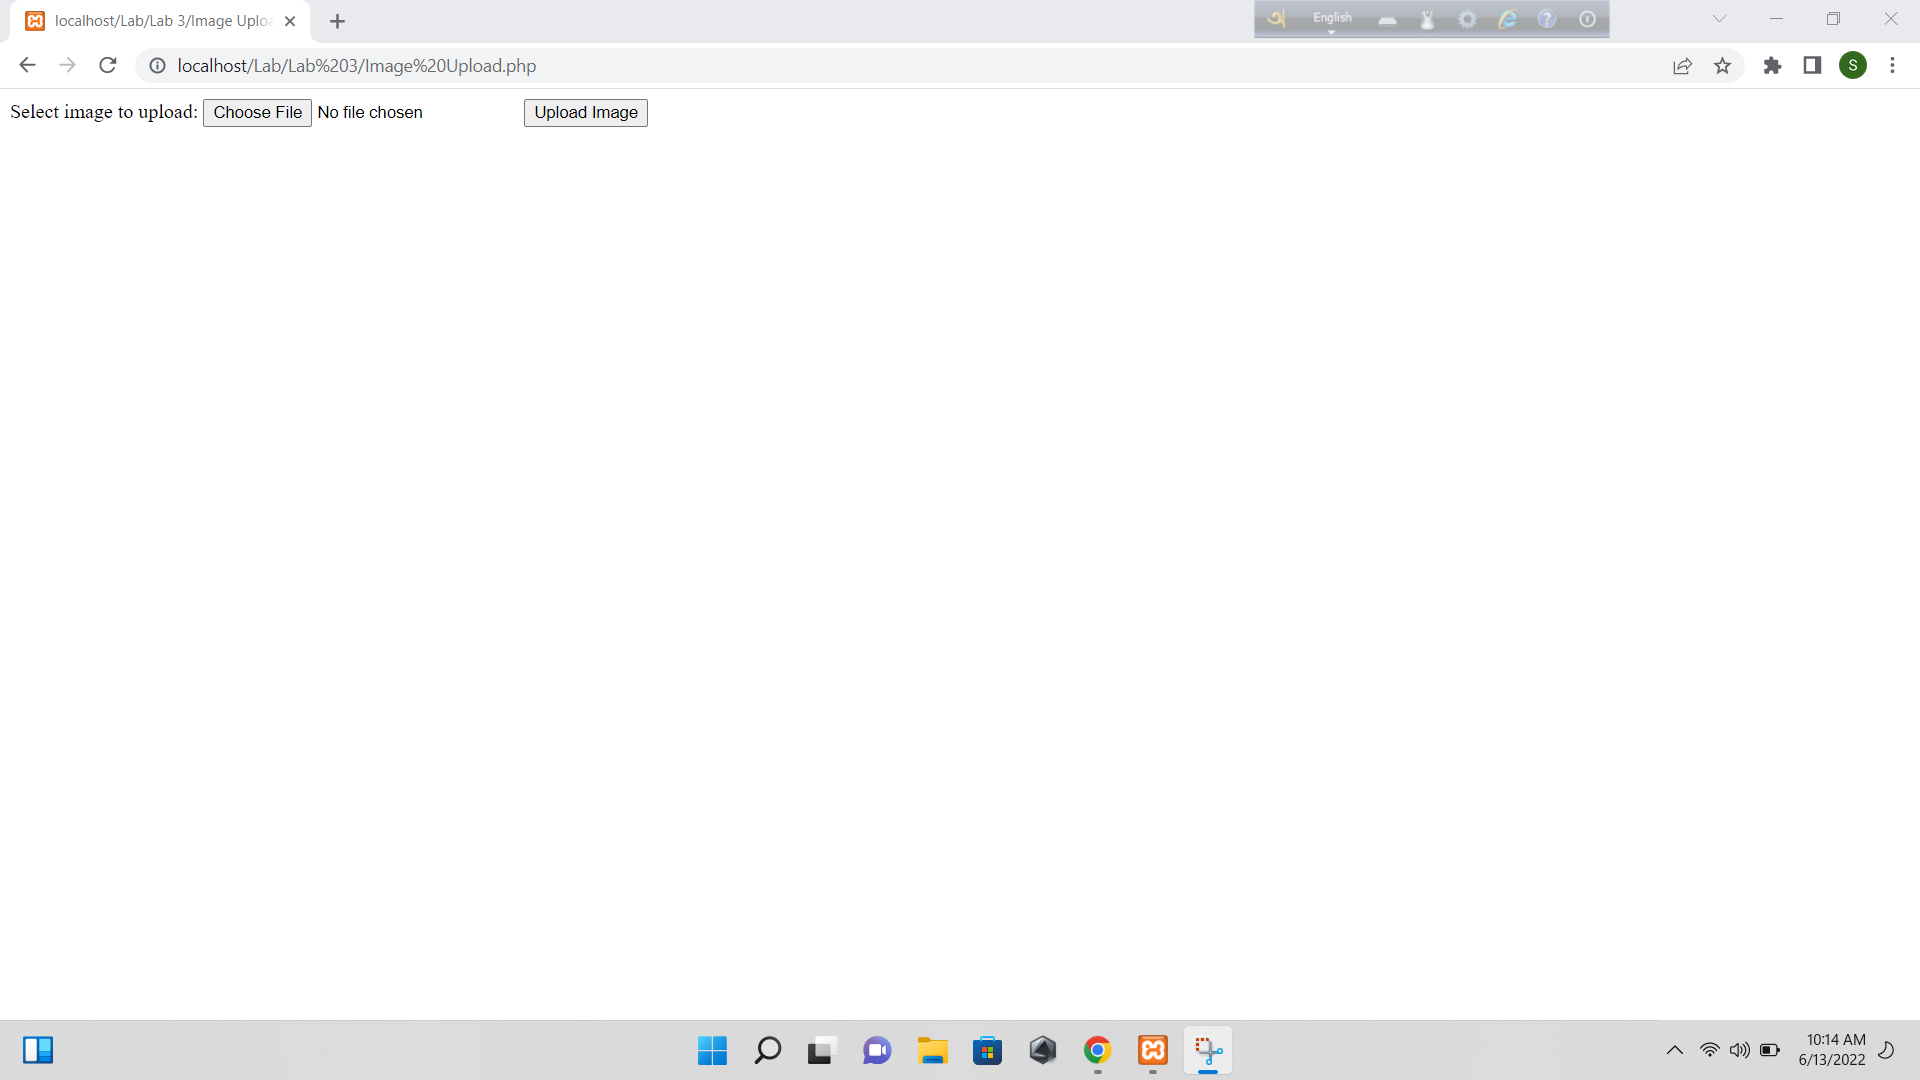 localhost/Lab/Lab 3/Image Uploa
English
localhost/Lab/Lab%203/Image%20Upload.php
S
Select image to upload: Choose File No file chosen Upload Image
10:14 AM
6/13/2022